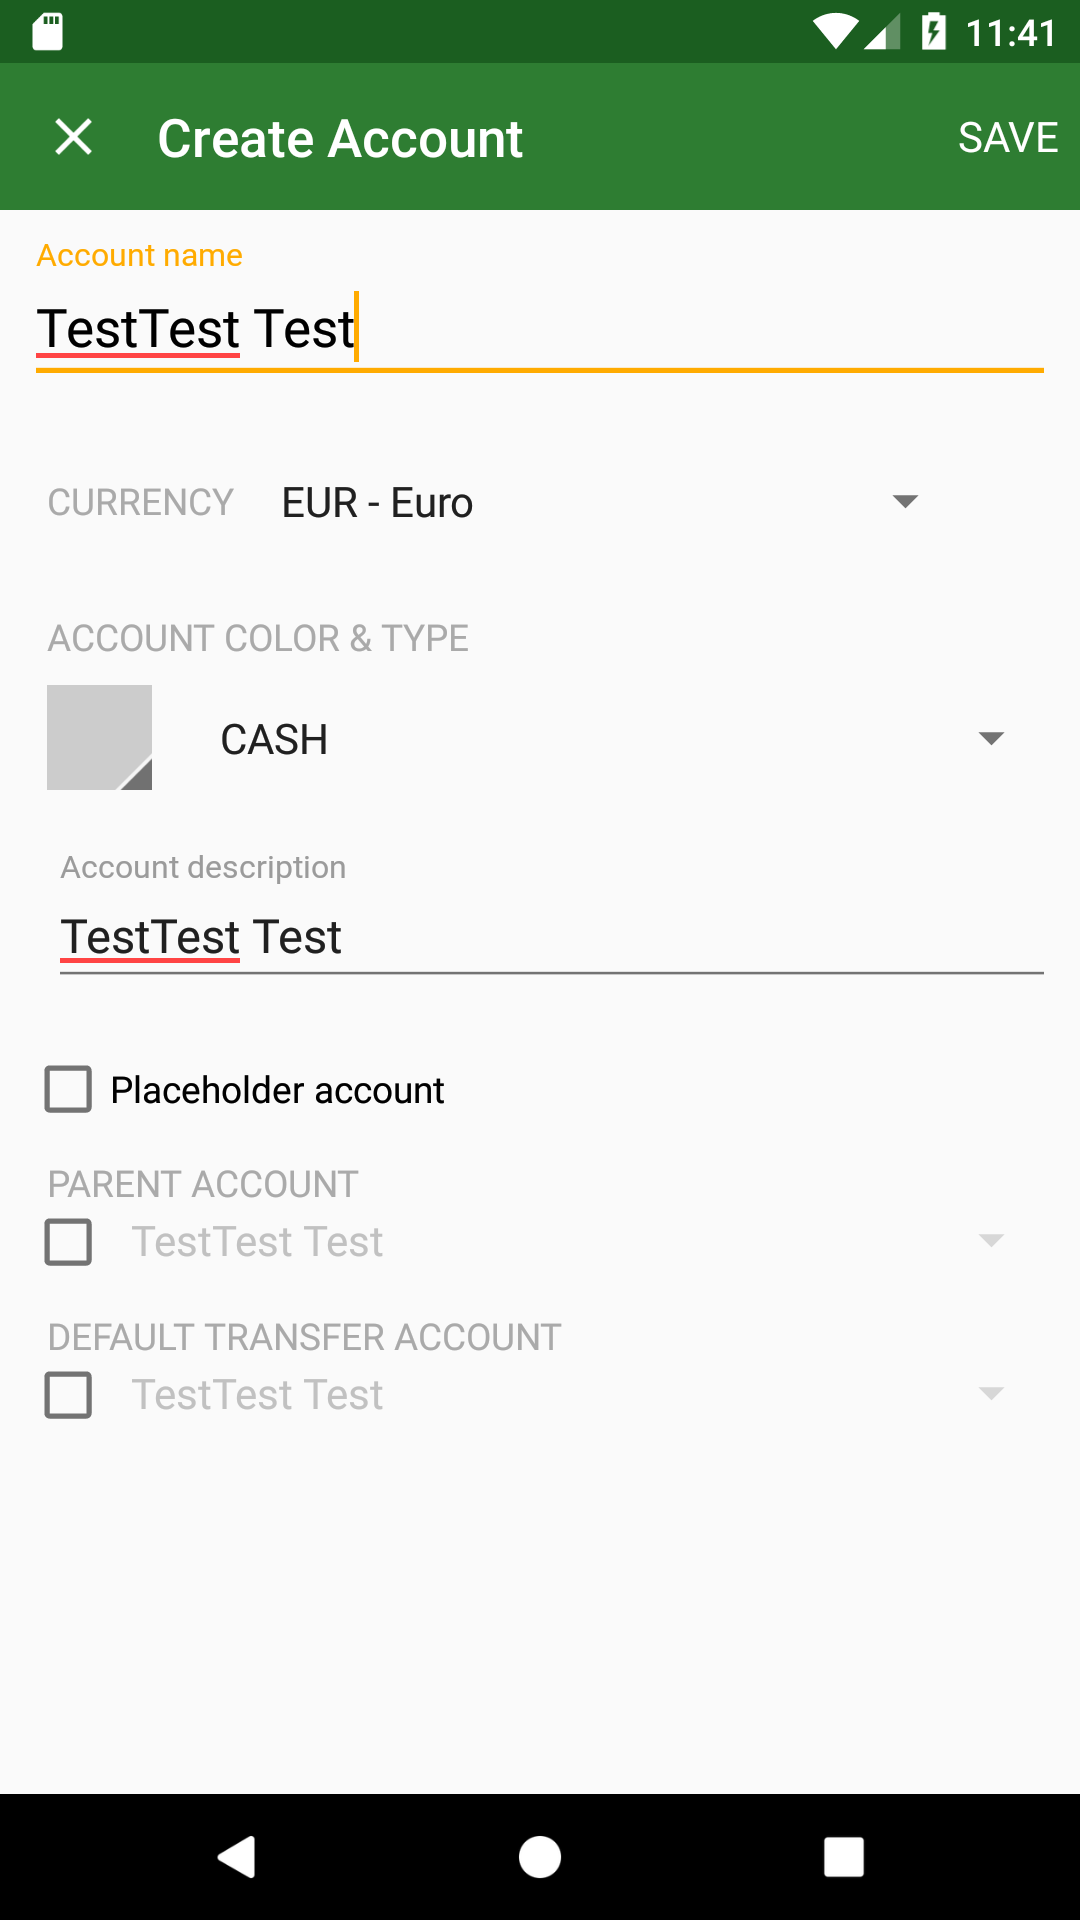 11:41
Create Account
SAVE
Account name
TestTest Test
CURRENCY EUR - Euro
ACCOUNT COLOR & TYPE
CASH
Account description
TestTest Test
Placeholder account
PARENT ACCOUNT
TestTest Test
DEFAULT TRANSFER ACCOUNT
TestTest Test